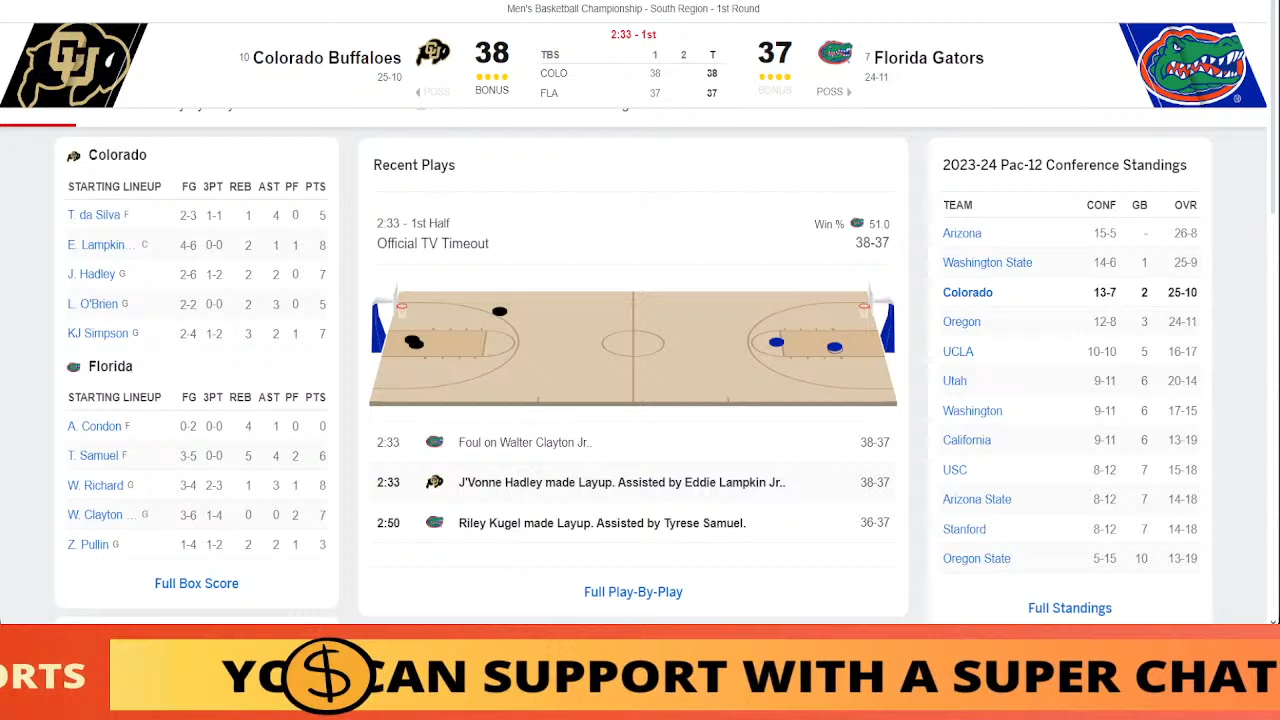 Men's Basketball Championship - South Region - 1st Round
10 Colorado Buffaloes
25-10
38
BONUS
POSS
2:33 - 1st
TBS 1 2 T
COLO 38 38
FLA 37 37
37
BONUS
7 Florida Gators
24-11
POSS
Colorado
STARTING LINEUP FG 3PT REB AST PF PTS
T. da Silva F 2-3 1-1 1 4 0 5
E. Lampkin... C 4-6 0-0 2 1 1 8
J. Hadley G 2-6 1-2 2 2 0 7
L. O'Brien G 2-2 0-0 2 3 0 5
KJ Simpson G 2-4 1-2 3 2 1 7
Florida
STARTING LINEUP FG 3PT REB AST PF PTS
A. Condon F 0-2 0-0 4 1 0 0
T. Samuel F 3-5 0-0 5 4 2 6
W. Richard G 3-4 2-3 1 3 1 8
W. Clayton ... G 3-6 1-4 0 0 2 7
Z. Pullin G 1-4 1-2 2 2 1 3
Full Box Score
Recent Plays
2:33 - 1st Half
Official TV Timeout
Win % 51.0
38-37
2:33 Foul on Walter Clayton Jr.. 38-37
2:33 J'Vonne Hadley made Layup. Assisted by Eddie Lampkin Jr.. 38-37
2:50 Riley Kugel made Layup. Assisted by Tyrese Samuel. 36-37
Full Play-By-Play
2023-24 Pac-12 Conference Standings
TEAM CONF GB OVR
Arizona 15-5 - 26-8
Washington State 14-6 1 25-9
Colorado 13-7 2 25-10
Oregon 12-8 3 24-11
UCLA 10-10 5 16-17
Utah 9-11 6 20-14
Washington 9-11 6 17-15
California 9-11 6 13-19
USC 8-12 7 15-18
Arizona State 8-12 7 14-18
Stanford 8-12 7 14-18
Oregon State 5-15 10 13-19
Full Standings
ORTS
CAN SUPPORT WITH A SUPER CHAT